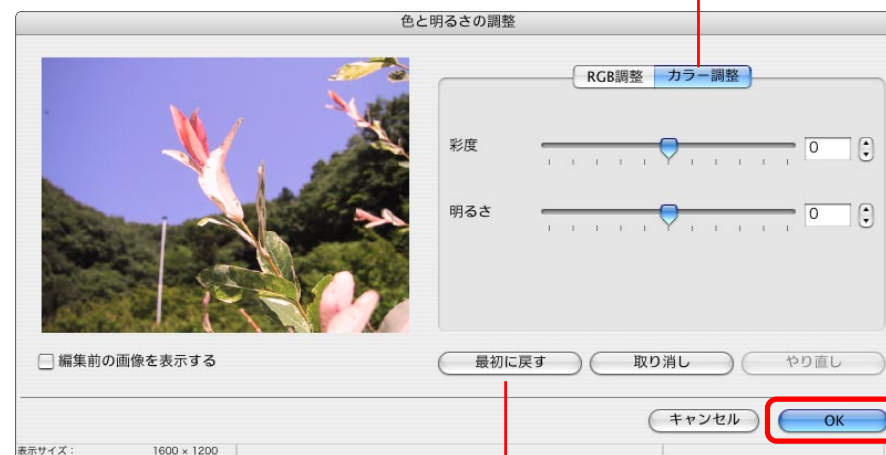 色と明るさの調整
RGB調整 カラー調整
彩度 0
明るさ 0
編集前の画像を表示する
最初に戻す 取り消し やり直し
キャンセル OK
表示サイズ： 1600 × 1200